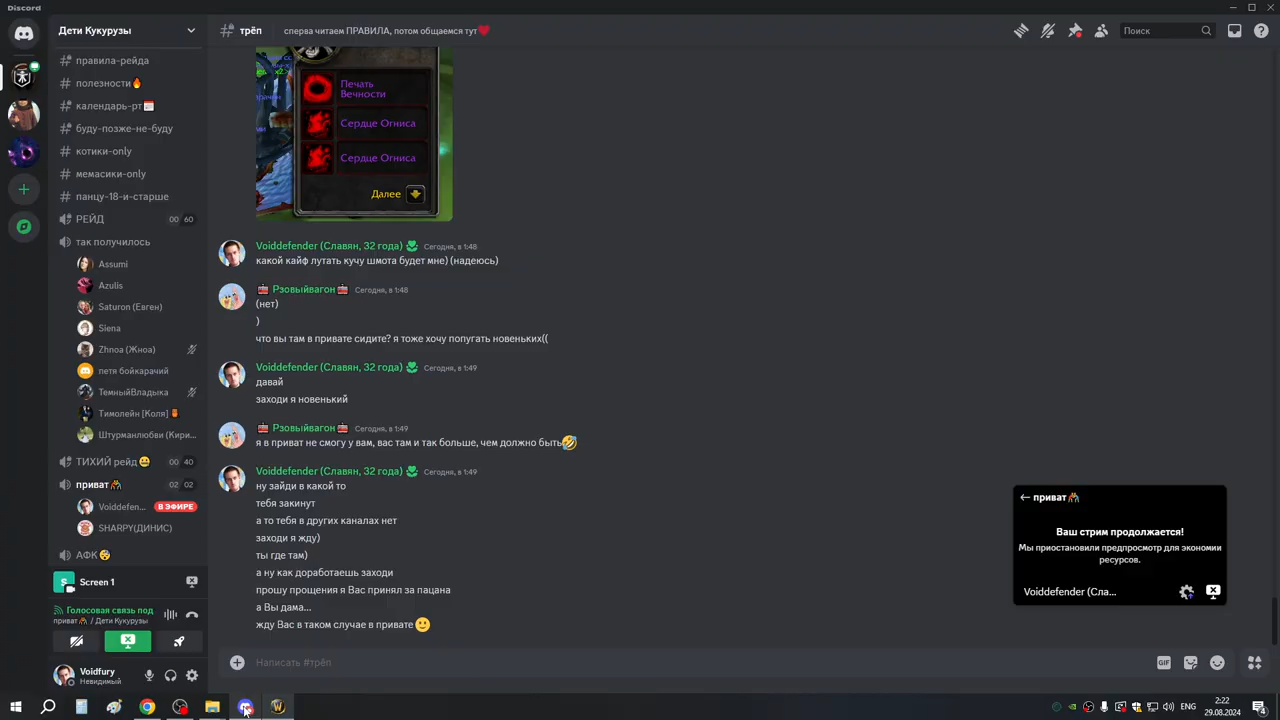 Discord
Дети Кукурузы
трёп
сперва читаем ПРАВИЛА, потом общаемся тут❤️
Поиск
правила-рейда
полезности🔥
календарь-рт📅
буду-позже-не-буду
котики-only
мемасики-only
панцу-18-и-старше
РЕЙД 00 60
так получилось
Assumi
Azulis
Saturon (Евген)
Siena
Zhnoa (Жноа)
петя бойкарачий
ТемныйВладыка
Тимолейн [Коля]
Штурманлюбви (Кири...
ТИХИЙ рейд😀 00 40
приват 02 02
Voiddefen... В ЭФИРЕ
SHARPY(ДИНИС)
АФК😴
S Screen 1
Голосовая связь под
приват / Дети Кукурузы
Voidfury
Невидимый
Печать
Вечности
Сердце Огниса
Сердце Огниса
Далее
Voiddefender (Славян, 32 года) Сегодня, в 1:48
какой кайф лутать кучу шмота будет мне) (надеюсь)
Рзовыйвагон Сегодня, в 1:48
(нет)
)
что вы там в привате сидите? я тоже хочу попугать новеньких((
Voiddefender (Славян, 32 года) Сегодня, в 1:49
давай
заходи я новенький
Рзовыйвагон Сегодня, в 1:49
я в приват не смогу у вам, вас там и так больше, чем должно быть🤣
Voiddefender (Славян, 32 года) Сегодня, в 1:49
ну зайди в какой то
тебя закинут
а то тебя в других каналах нет
заходи я жду)
ты где там)
а ну как доработаешь заходи
прошу прощения я Вас принял за пацана
а Вы дама...
жду Вас в таком случае в привате🙂
Написать #трёп
GIF
приват
Ваш стрим продолжается!
Мы приостановили предпросмотр для экономии
ресурсов.
Voiddefender (Сла...
ENG
2:22
29.08.2024
4